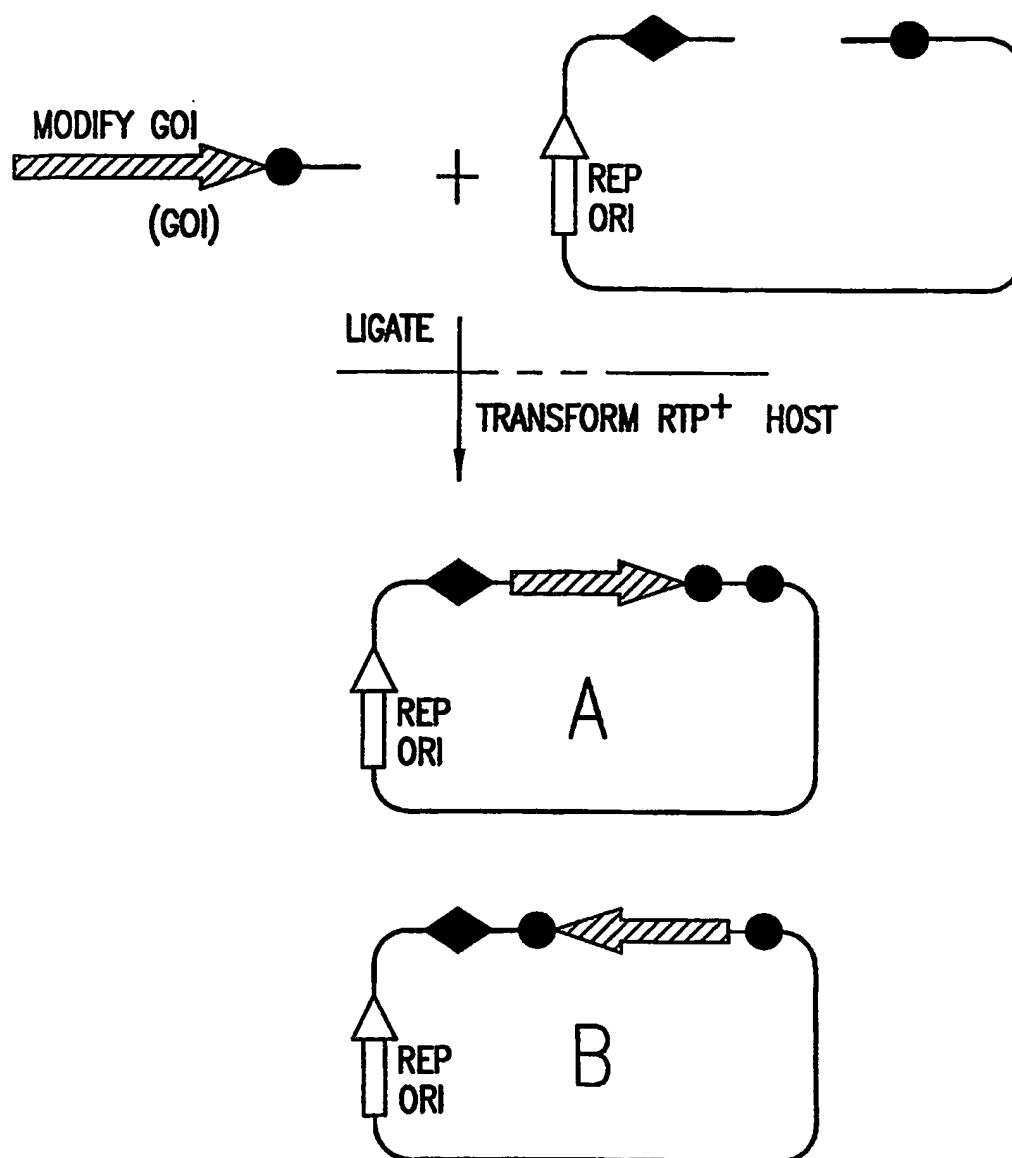 MODIFY GOI
(GOI)
+
REP
ORI
LIGATE
TRANSFORM RTP+ HOST
REP
ORI
A
REP
ORI
B